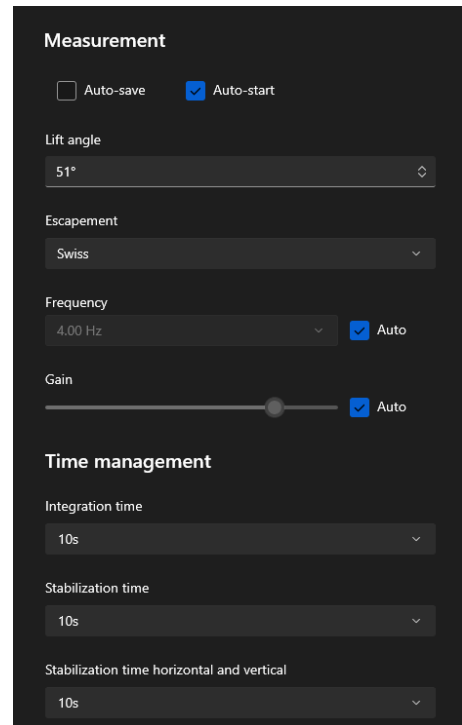 Measurement
Auto-save Auto-start
Lift angle
51°
Escapement
Swiss
Frequency
4.00 Hz Auto
Gain
Auto
Time management
Integration time
10s
Stabilization time
10s
Stabilization time horizontal and vertical
10s